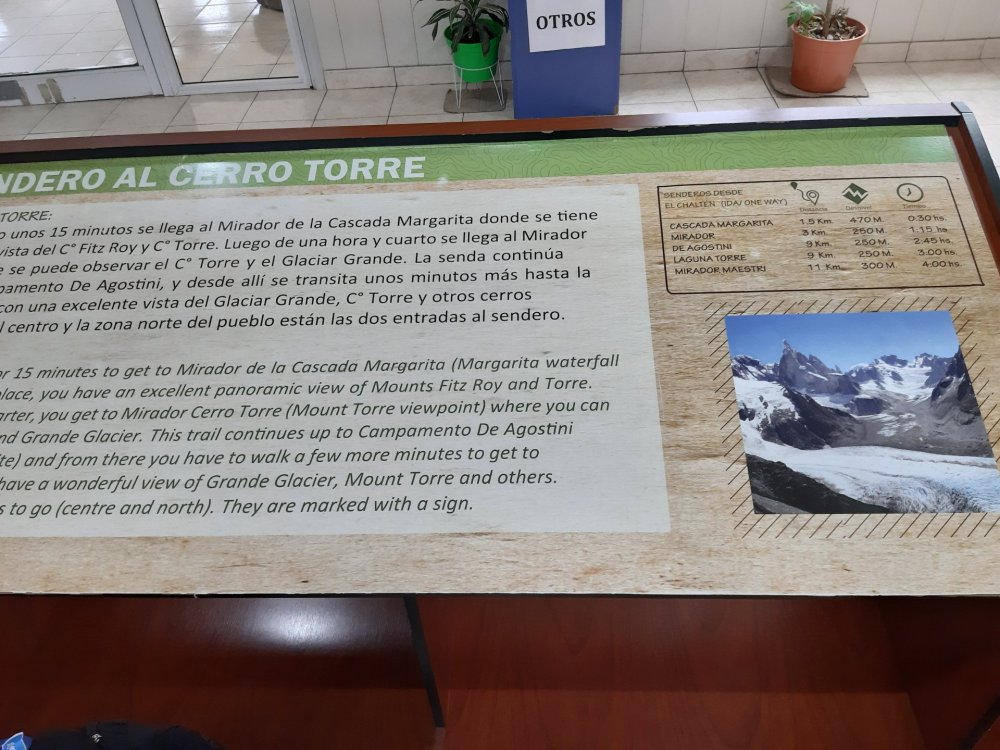 OTROS
NDERO AL CERRO TORRE
TORRE:
o unos 15 minutos se llega al Mirador de la Cascada Margarita donde se tiene
vista del C° Fitz Roy y C° Torre. Luego de una hora y cuarto se llega al Mirador
e se puede observar el C° Torre y el Glaciar Grande. La senda continúa
pamento De Agostini, y desde allí se transita unos minutos más hasta la
con una excelente vista del Glaciar Grande, C° Torre y otros cerros
l centro y la zona norte del pueblo están las dos entradas al sendero.
or 15 minutes to get to Mirador de la Cascada Margarita (Margarita waterfall
place, you have an excellent panoramic view of Mounts Fitz Roy and Torre.
arter, you get to Mirador Cerro Torre (Mount Torre viewpoint) where you can
nd Grande Glacier. This trail continues up to Campamento De Agostini
ite) and from there you have to walk a few more minutes to get to
have a wonderful view of Grande Glacier, Mount Torre and others.
s to go (centre and north). They are marked with a sign.
SENDEROS DESDE
EL CHALTEN (IDA/ ONE WAY) Distancia Desnivel Tiempo
CASCADA MARGARITA 1.5 Km. 470 M. 0:30 hs.
MIRADOR 3 Km. 250 M. 1:15 hs.
DE AGOSTINI 9 Km. 250 M. 2:45 hs.
LAGUNA TORRE 9 Km. 250 M. 3:00 hs.
MIRADOR MAESTRI 11 Km. 300 M. 4:00 hs.